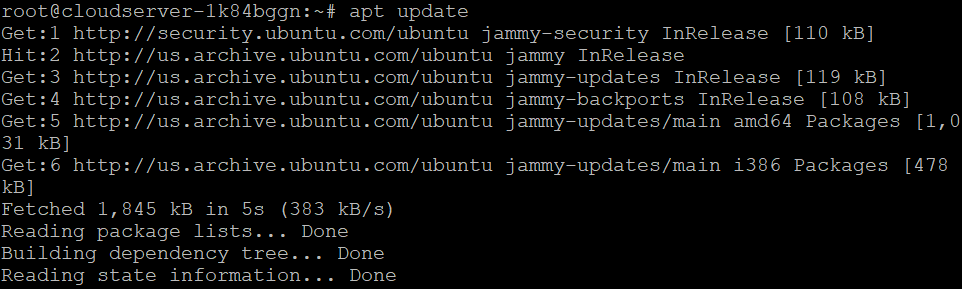 root@cloudserver-1k84bggn:~# apt update
Get:1 http://security.ubuntu.com/ubuntu jammy-security InRelease [110 kB]
Hit:2 http://us.archive.ubuntu.com/ubuntu jammy InRelease
Get:3 http://us.archive.ubuntu.com/ubuntu jammy-updates InRelease [119 kB]
Get:4 http://us.archive.ubuntu.com/ubuntu jammy-backports InRelease [108 kB]
Get:5 http://us.archive.ubuntu.com/ubuntu jammy-updates/main amd64 Packages [1,0
31 kB]
Get:6 http://us.archive.ubuntu.com/ubuntu jammy-updates/main i386 Packages [478
kB]
Fetched 1,845 kB in 5s (383 kB/s)
Reading package lists... Done
Building dependency tree... Done
Reading state information... Done